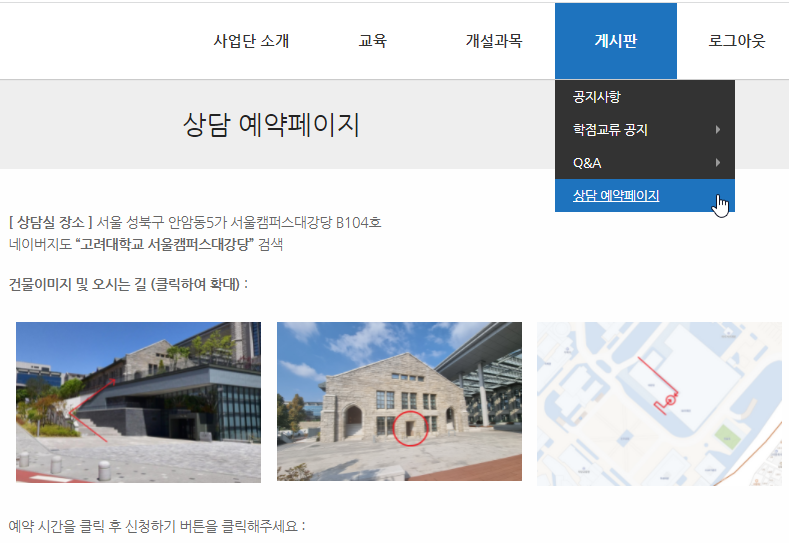 사업단 소개
교육
개설과목
게시판
로그아웃
공지사항
학점교류 공지
Q&A
상담 예약페이지
상담 예약페이지
[ 상담실 장소 ] 서울 성북구 안암동5가 서울캠퍼스대강당 B104호
네이버지도 “고려대학교 서울캠퍼스대강당” 검색
건물이미지 및 오시는 길 (클릭하여 확대) :
예약 시간을 클릭 후 신청하기 버튼을 클릭해주세요 :